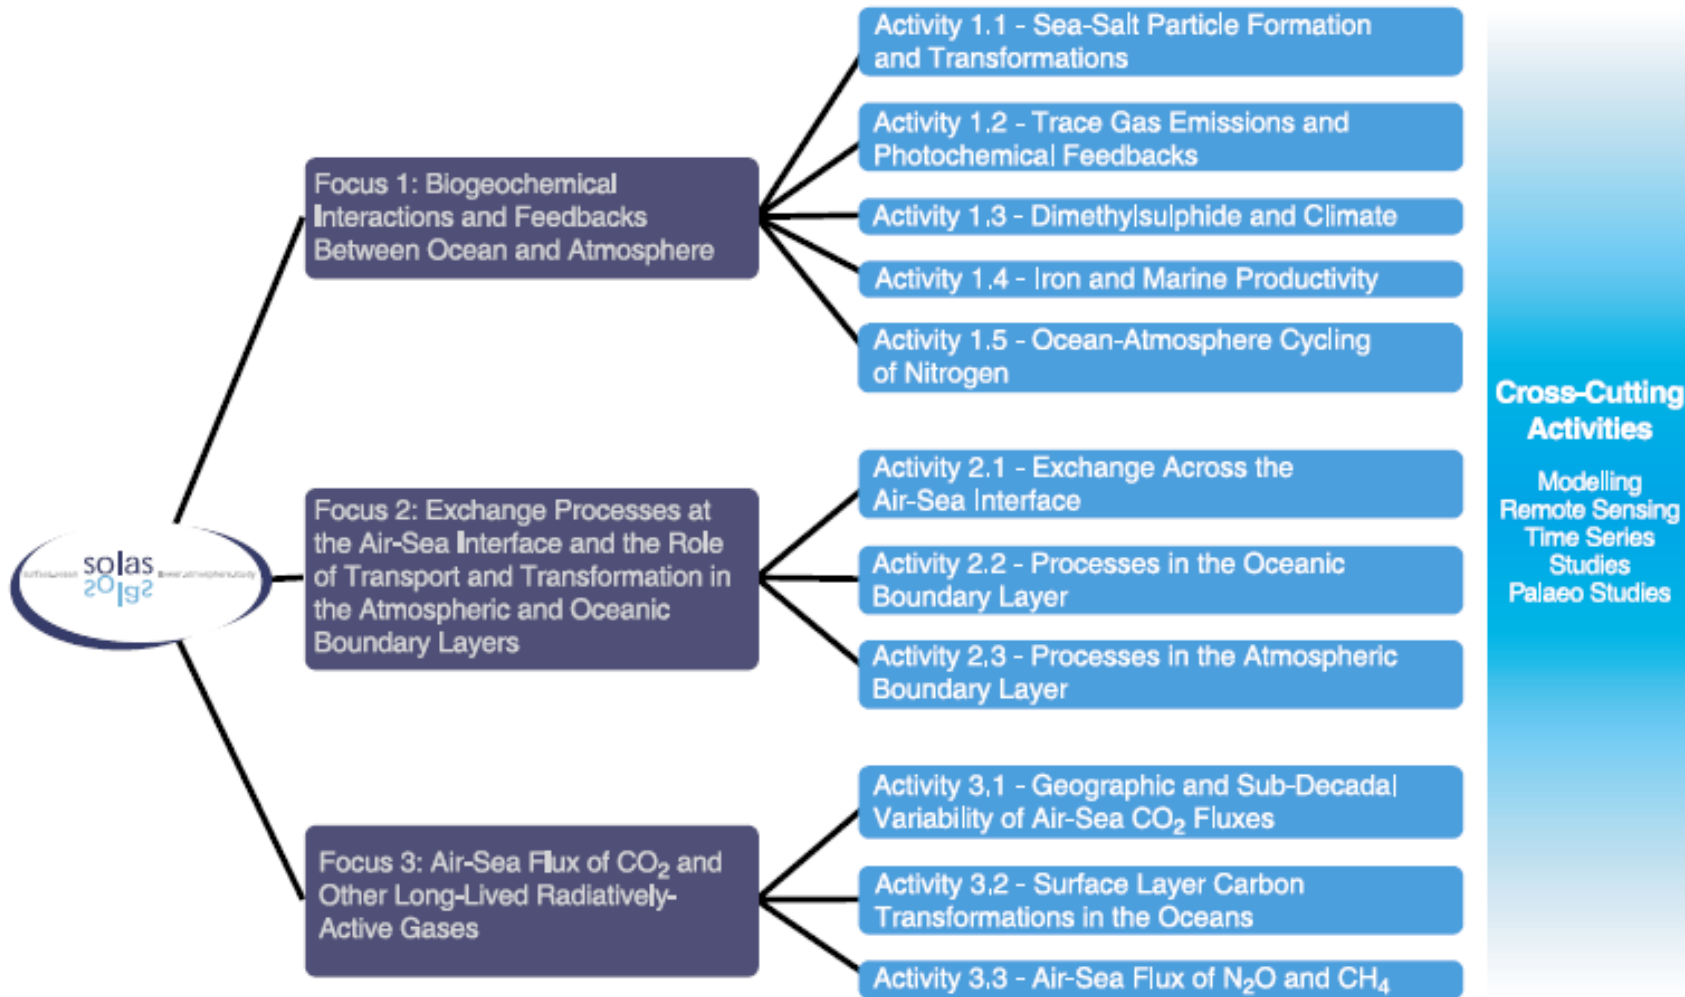 Activity 1.1 - Sea-Salt Particle Formation
and Transformations
Activity 1.2 - Trace Gas Emissions and
Photochemical Feedbacks
Focus 1: Biogeochemical
Interactions and Feedbacks
Between Ocean and Atmosphere
Activity 1.3 - Dimethylsulphide and Climate
Activity 1.4 - Iron and Marine Productivity
Activity 1.5 - Ocean-Atmosphere Cycling
of Nitrogen
solas
solas
Focus 2: Exchange Processes at
the Air-Sea Interface and the Role
of Transport and Transformation in
the Atmospheric and Oceanic
Boundary Layers
Activity 2.1 - Exchange Across the
Air-Sea Interface
Activity 2.2 - Processes in the Oceanic
Boundary Layer
Activity 2.3 - Processes in the Atmospheric
Boundary Layer
Focus 3: Air-Sea Flux of CO₂ and
Other Long-Lived Radiatively-
Active Gases
Activity 3.1 - Geographic and Sub-Decadal
Variability of Air-Sea CO₂ Fluxes
Activity 3.2 - Surface Layer Carbon
Transformations in the Oceans
Activity 3.3 - Air-Sea Flux of N₂O and CH₄
Cross-Cutting
Activities
Modelling
Remote Sensing
Time Series
Studies
Palaeo Studies